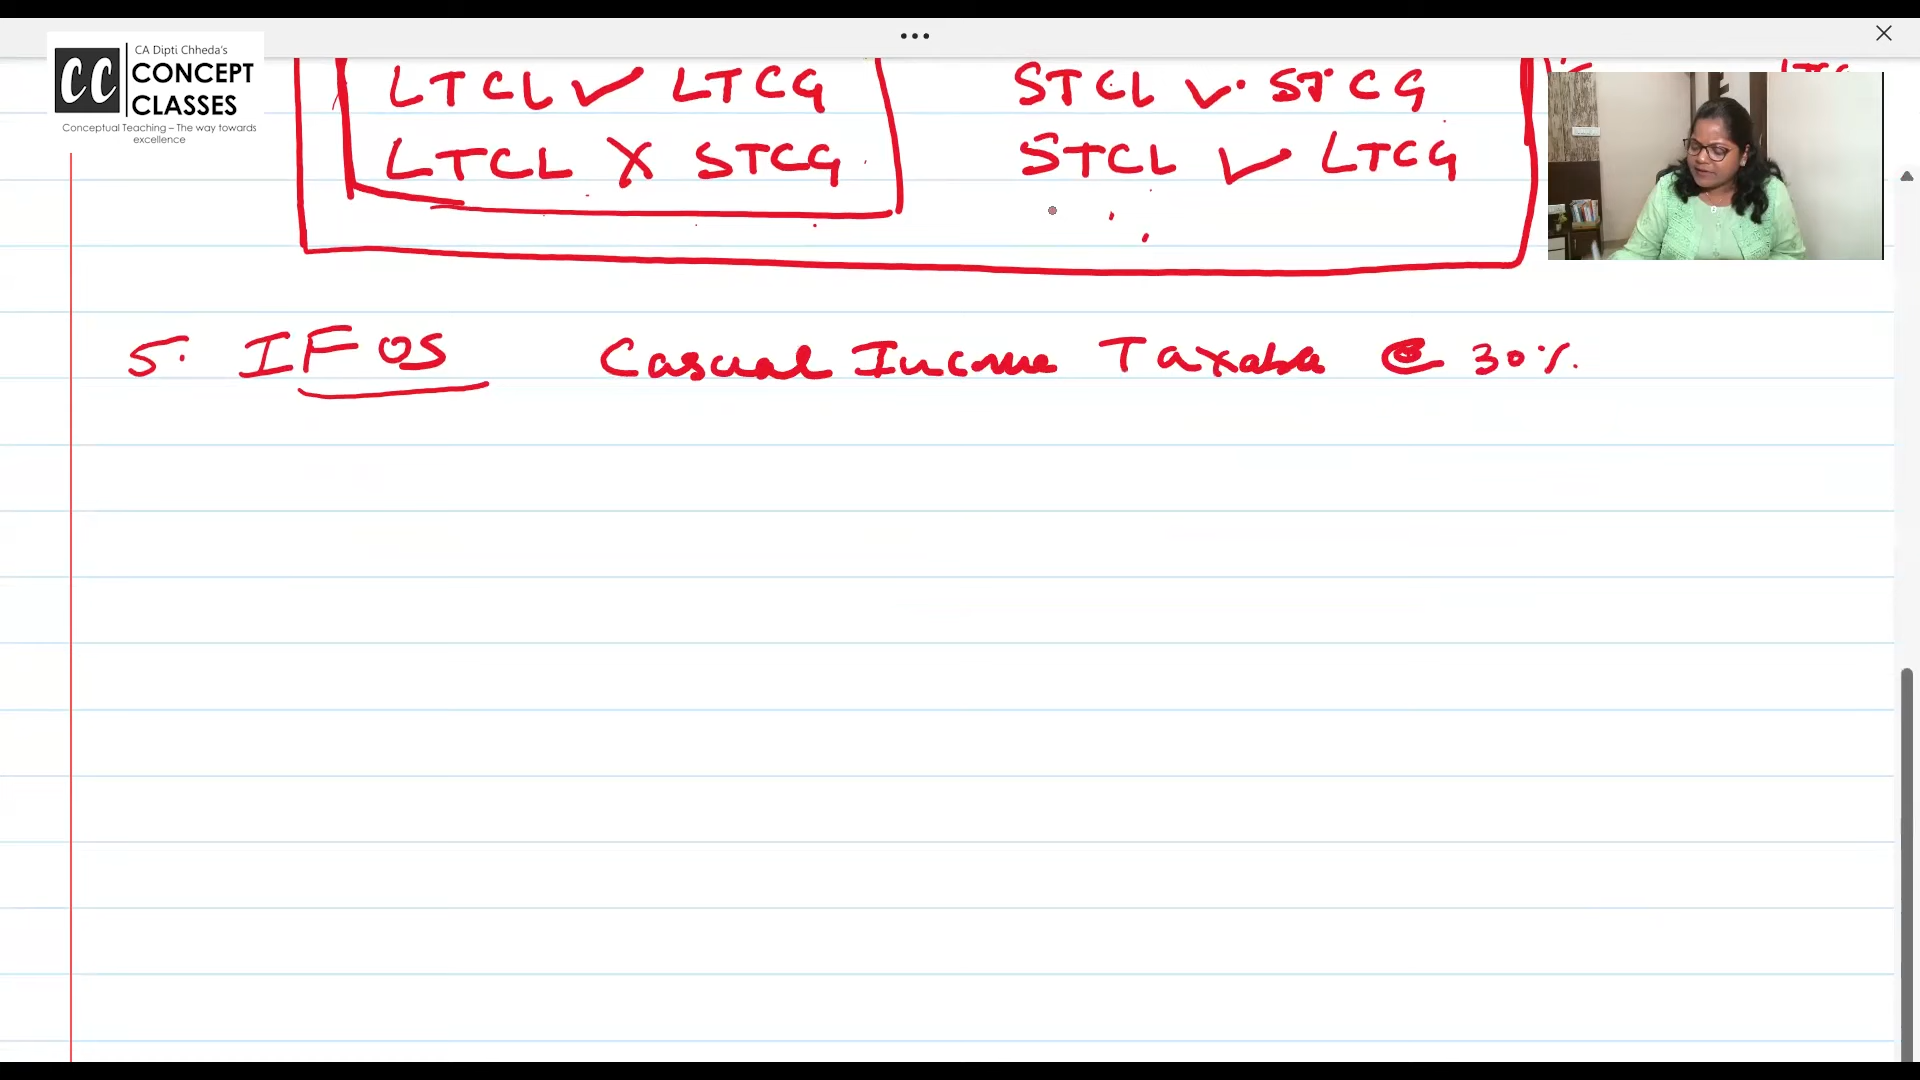 CC
CA Dipti Chheda's
CONCEPT
CLASSES
Conceptual Teaching – The way towards
excellence
LTCL ✓ LTCG
STCL ✓ STCG
LTCL X STCG
STCL ✓ LTCG
5. IFOS Casual Income Taxable @ 30%.